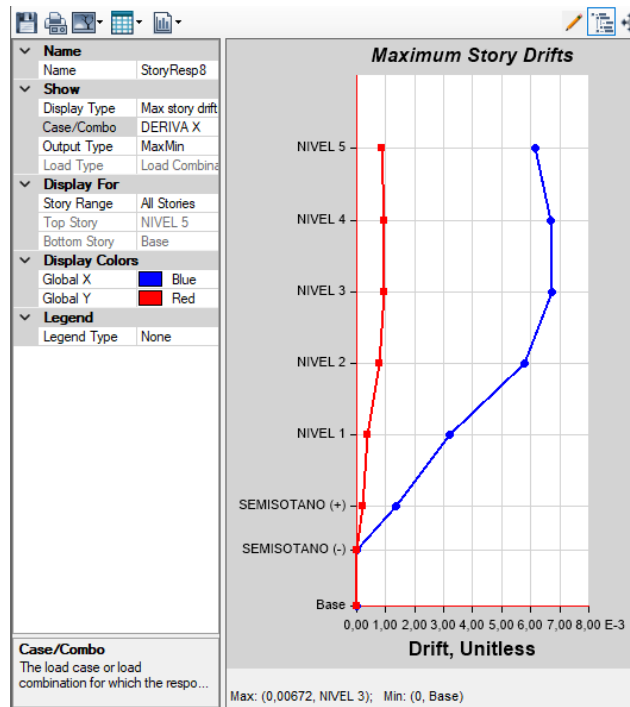 Name
Name StoryResp8
Show
Display Type Max story drift
Case/Combo DERIVA X
Output Type MaxMin
Load Type Load Combina
Display For
Story Range All Stories
Top Story NIVEL 5
Bottom Story Base
Display Colors
Global X Blue
Global Y Red
Legend
Legend Type None
Case/Combo
The load case or load
combination for which the respo...
Maximum Story Drifts
NIVEL 5
NIVEL 4
NIVEL 3
NIVEL 2
NIVEL 1
SEMISOTANO (+)
SEMISOTANO (-)
Base
0,00 1,00 2,00 3,00 4,00 5,00 6,00 7,00 8,00 E-3
Drift, Unitless
Max: (0,00672, NIVEL 3); Min: (0, Base)